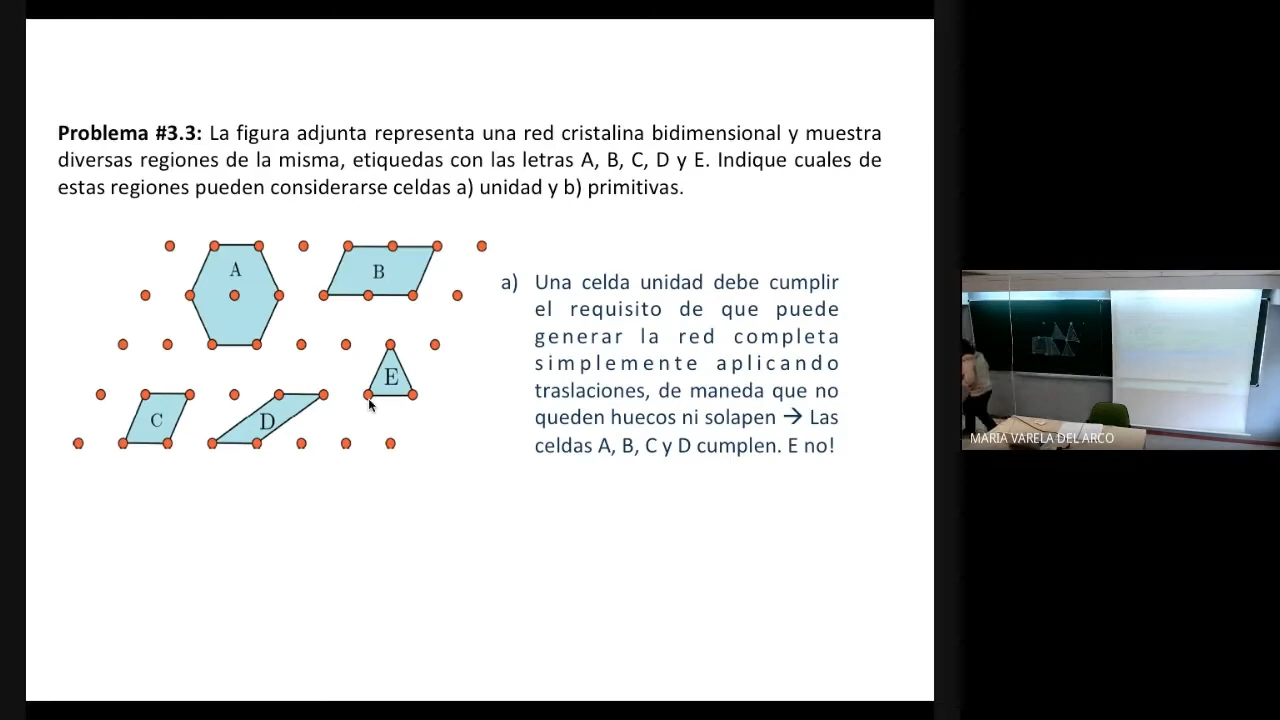 Problema #3.3: La figura adjunta representa una red cristalina bidimensional y muestra
diversas regiones de la misma, etiquedas con las letras A, B, C, D y E. Indique cuales de
estas regiones pueden considerarse celdas a) unidad y b) primitivas.
A
B
C
D
E
a) Una celda unidad debe cumplir
el requisito de que puede
generar la red completa
simplemente aplicando
traslaciones, de maneda que no
queden huecos ni solapen → Las
celdas A, B, C y D cumplen. E no!
MARIA VARELA DEL ARCO